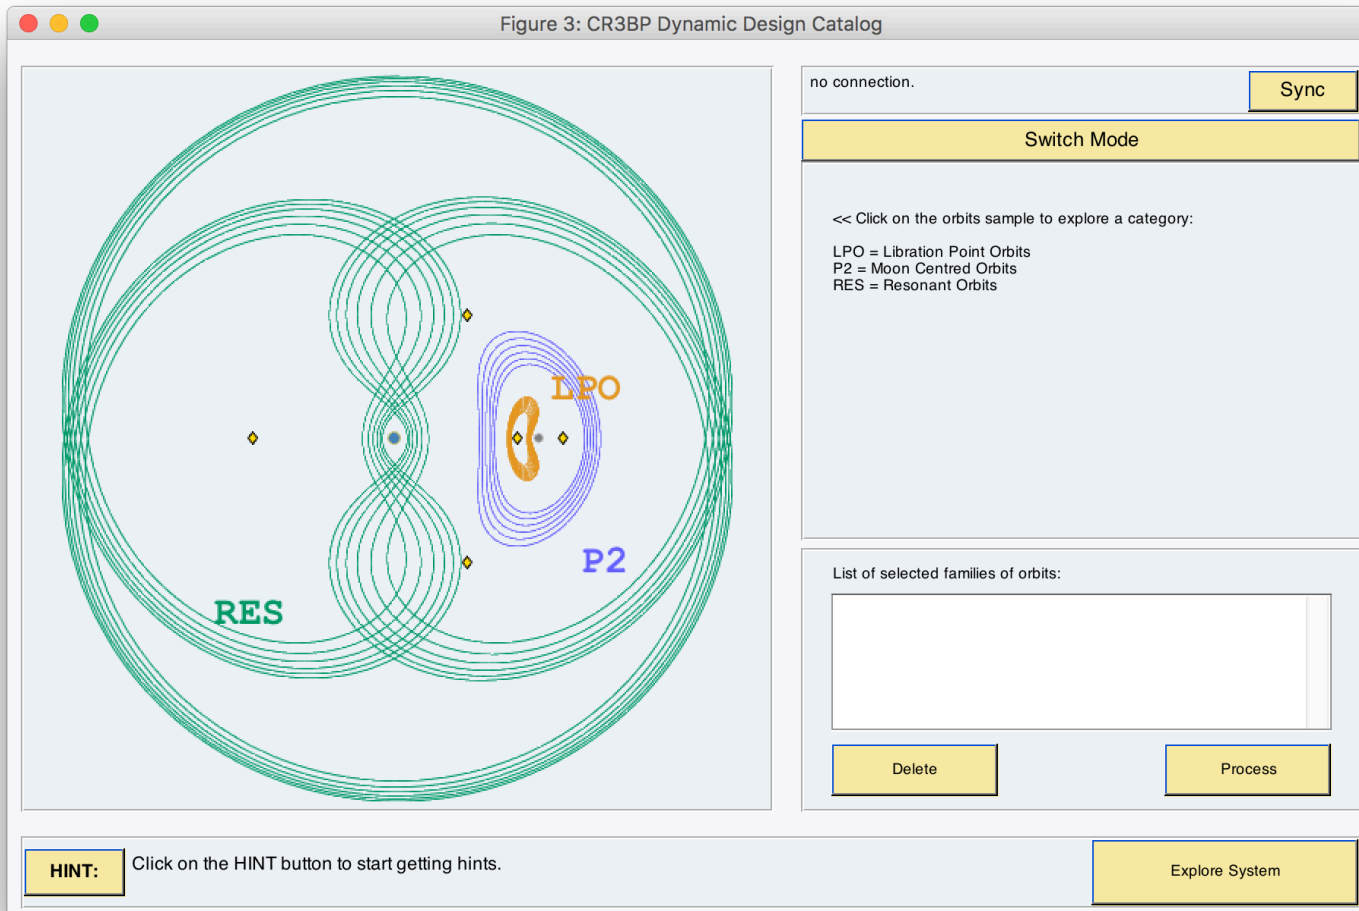 Figure 3: CR3BP Dynamic Design Catalog
no connection.
Sync
Switch Mode
<< Click on the orbits sample to explore a category:
LPO = Libration Point Orbits
P2 = Moon Centred Orbits
RES = Resonant Orbits
LPO
P2
RES
List of selected families of orbits:
Delete
Process
HINT:
Click on the HINT button to start getting hints.
Explore System